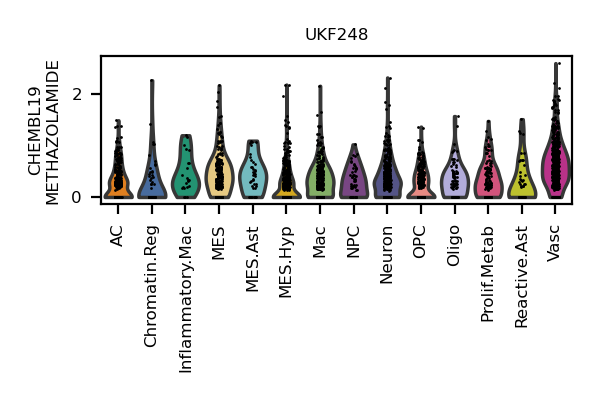 UKF248
CHEMBL19
METHAZOLAMIDE
2
0
AC
Chromatin.Reg
Inflammatory.Mac
MES
MES.Ast
MES.Hyp
Mac
NPC
Neuron
OPC
Oligo
Prolif.Metab
Reactive.Ast
Vasc